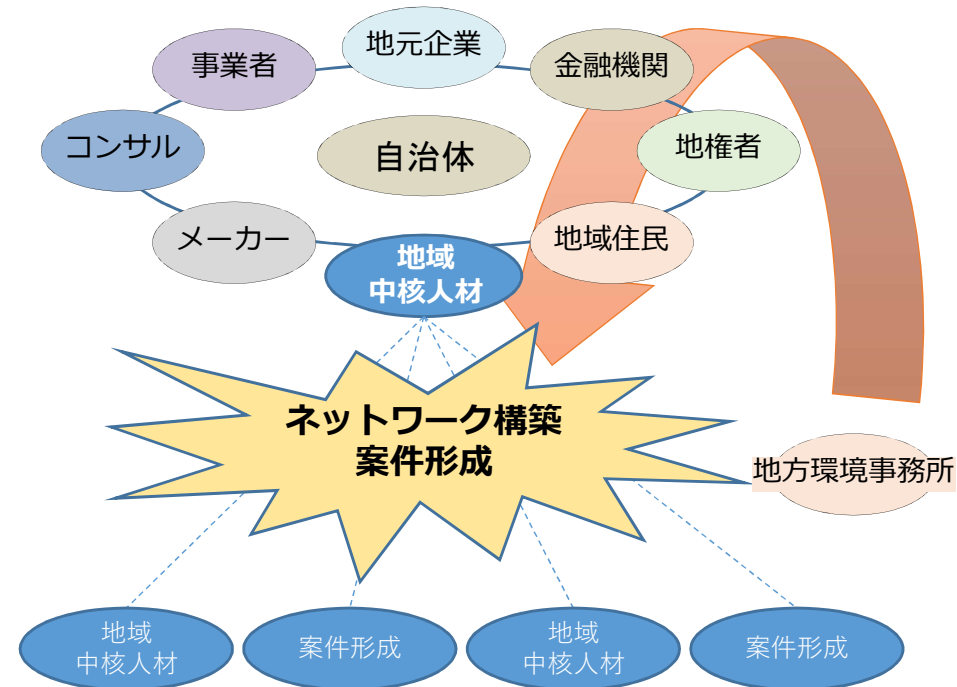 地元企業
事業者
金融機関
コンサル
自治体
地権者
メーカー
地域住民
地域
中核人材
ネットワーク構築
案件形成
地方環境事務所
地域
中核人材
案件形成
地域
中核人材
案件形成